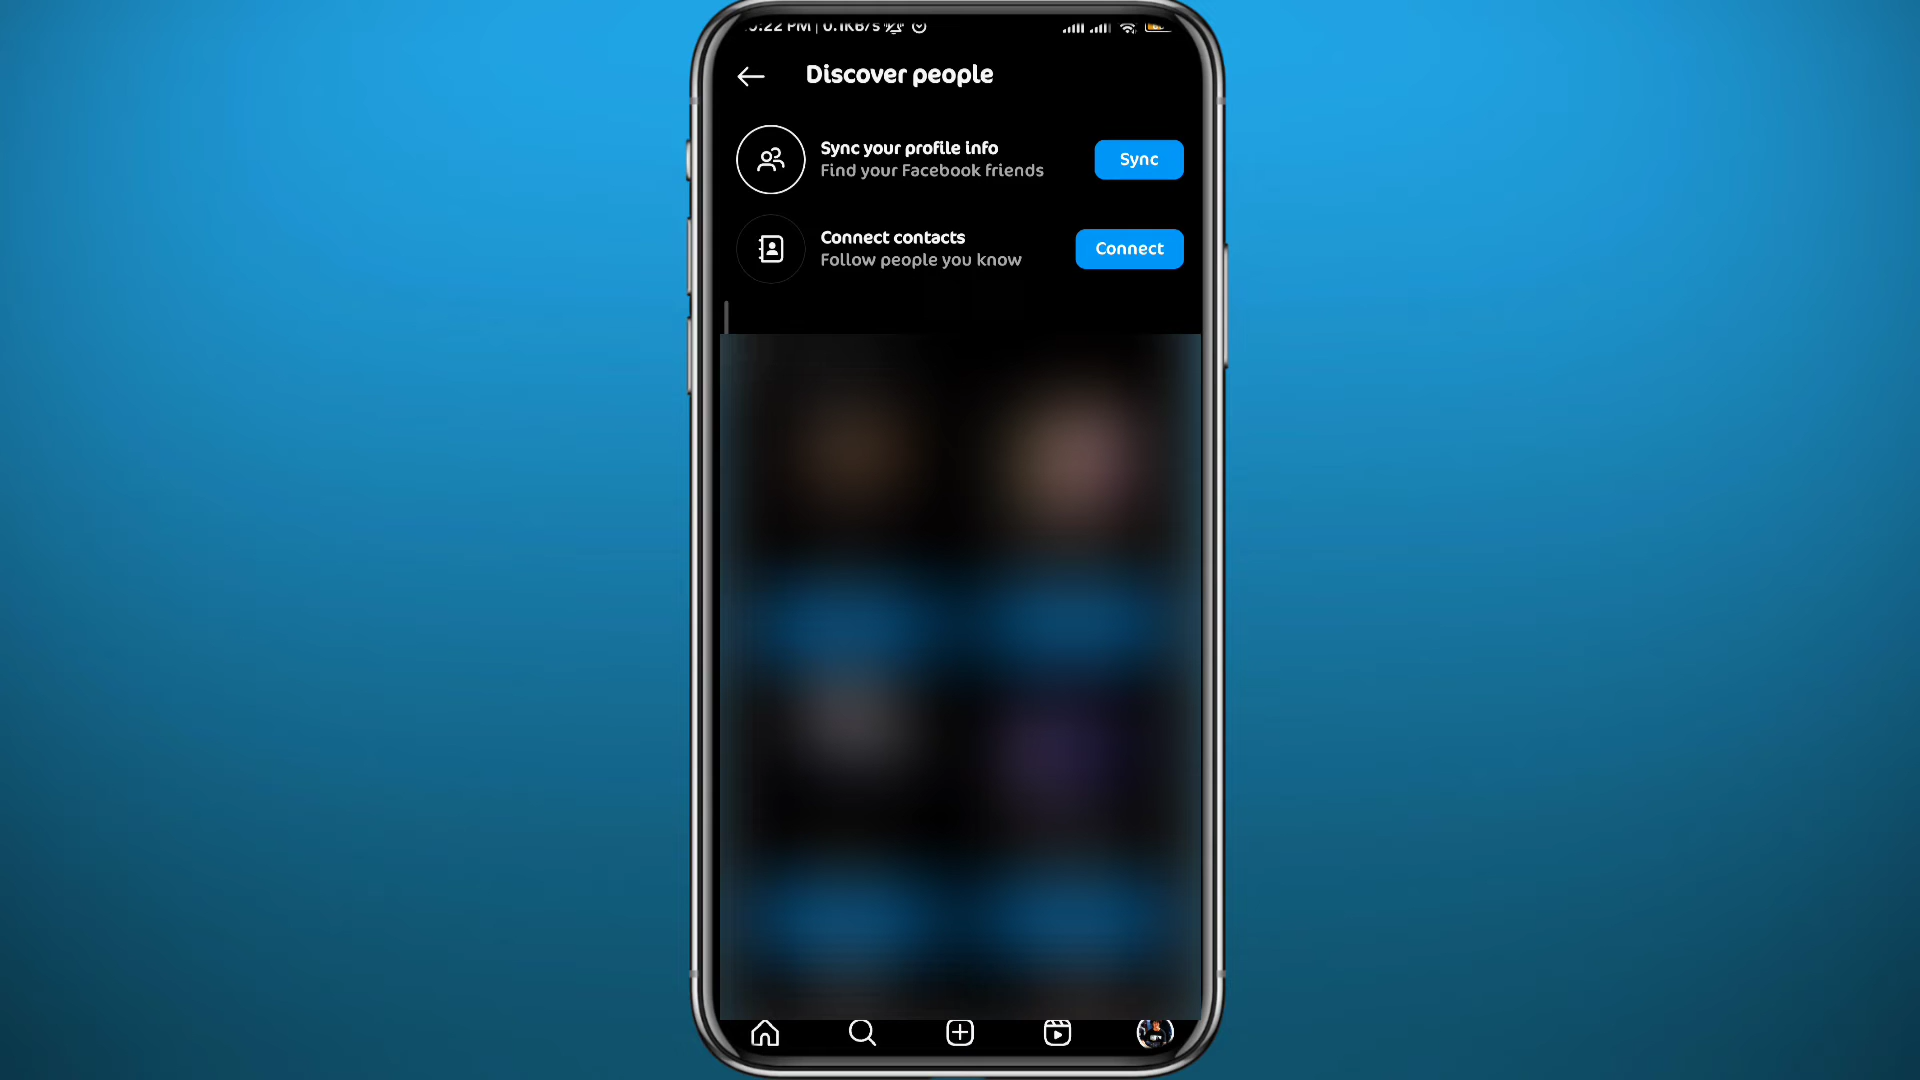 :22 PM | 0.1KB/s
Discover people
Sync your profile info
Find your Facebook friends
Sync
Connect contacts
Follow people you know
Connect